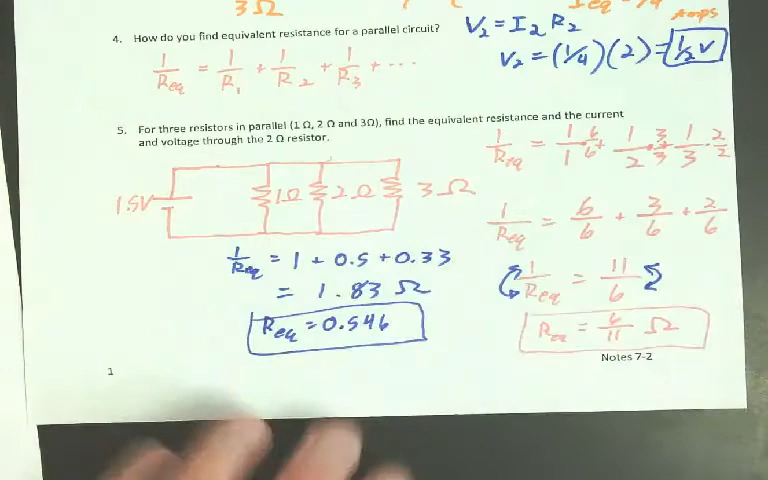 3 Ω
Amps
V₂ = I₂ R₂
4. How do you find equivalent resistance for a parallel circuit?
V₂ = (1/4)(2) = 1/2 V
1/Req = 1/R₁ + 1/R₂ + 1/R₃ + ...
5. For three resistors in parallel (1 Ω, 2 Ω and 3Ω), find the equivalent resistance and the current
and voltage through the 2 Ω resistor.
1/Req = 1/1 · 6/6 + 1/2 · 3/3 + 1/3 · 2/2
1.5V 1Ω 2Ω 3Ω
1/Req = 6/6 + 3/6 + 2/6
1/Req = 1 + 0.5 + 0.33
= 1.83 Ω
1/Req = 11/6
Req = 0.546
Req = 6/11 Ω
Notes 7-2
1